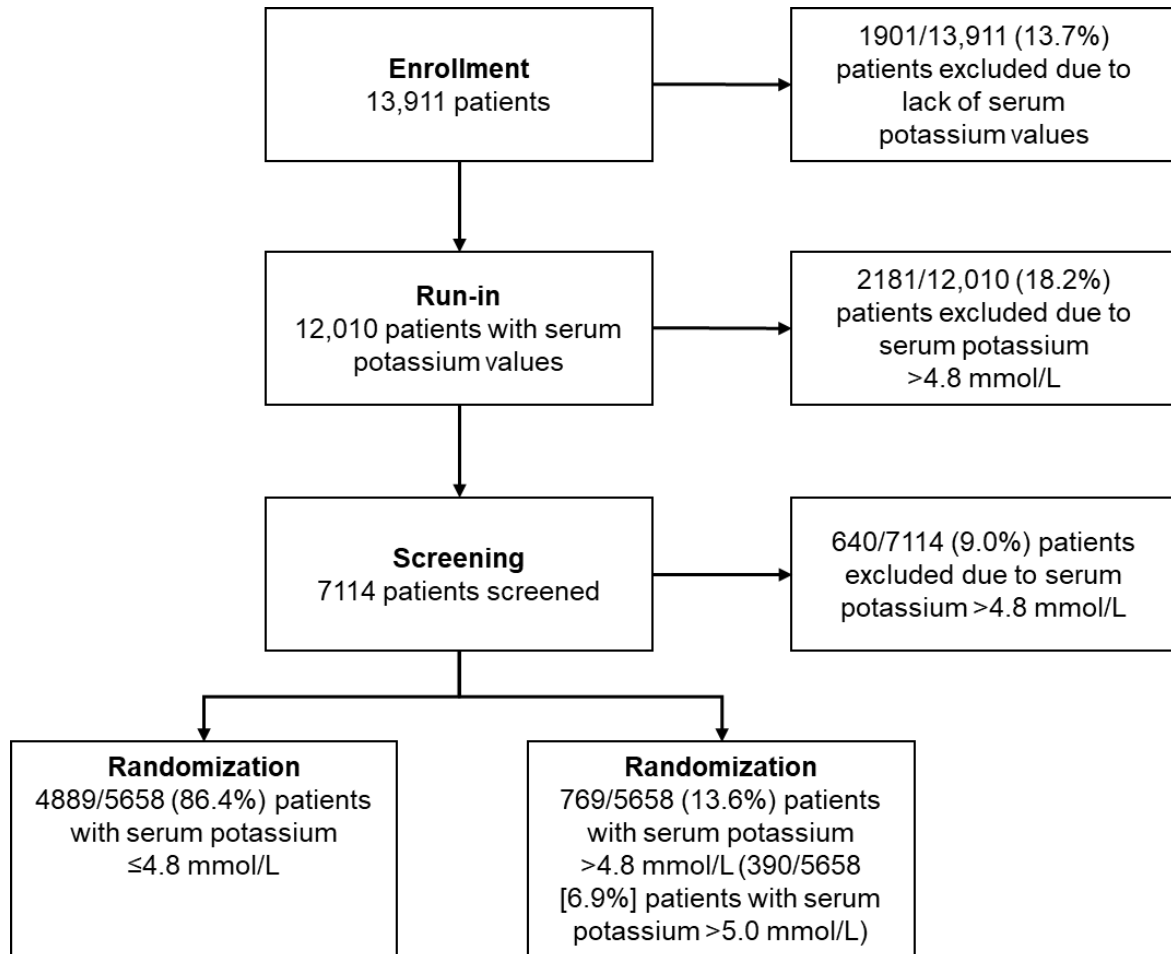 Enrollment
13,911 patients
1901/13,911 (13.7%)
patients excluded due to
lack of serum
potassium values
Run-in
12,010 patients with serum
potassium values
2181/12,010 (18.2%)
patients excluded due to
serum potassium
>4.8 mmol/L
Screening
7114 patients screened
640/7114 (9.0%) patients
excluded due to serum
potassium >4.8 mmol/L
Randomization
4889/5658 (86.4%) patients
with serum potassium
≤4.8 mmol/L
Randomization
769/5658 (13.6%) patients
with serum potassium
>4.8 mmol/L (390/5658
[6.9%] patients with serum
potassium >5.0 mmol/L)